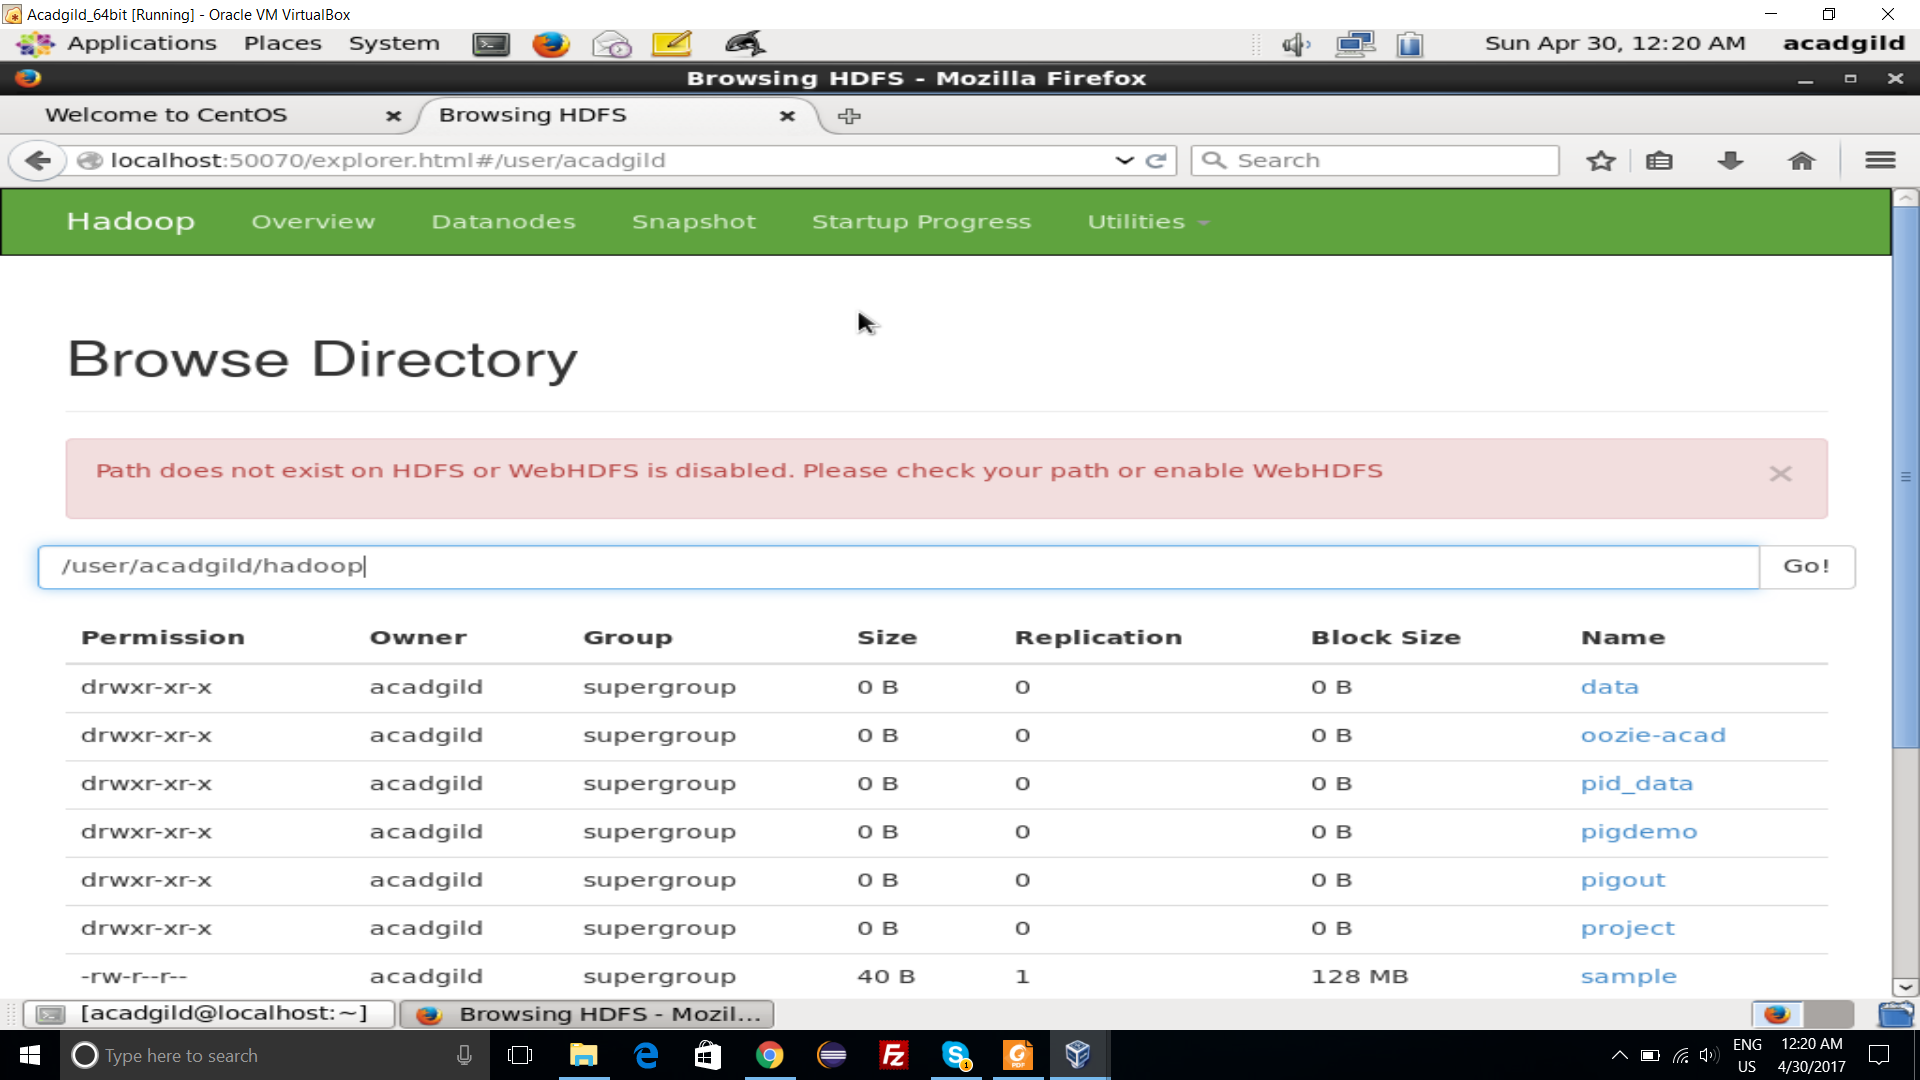 Acadgild_64bit [Running] - Oracle VM VirtualBox
Applications Places System Sun Apr 30, 12:20 AM acadgild
Browsing HDFS - Mozilla Firefox
Welcome to CentOS Browsing HDFS
localhost:50070/explorer.html#/user/acadgild Search
Hadoop Overview Datanodes Snapshot Startup Progress Utilities
Browse Directory
Path does not exist on HDFS or WebHDFS is disabled. Please check your path or enable WebHDFS
/user/acadgild/hadoop Go!
Permission Owner Group Size Replication Block Size Name
drwxr-xr-x acadgild supergroup 0 B 0 0 B data
drwxr-xr-x acadgild supergroup 0 B 0 0 B oozie-acad
drwxr-xr-x acadgild supergroup 0 B 0 0 B pid_data
drwxr-xr-x acadgild supergroup 0 B 0 0 B pigdemo
drwxr-xr-x acadgild supergroup 0 B 0 0 B pigout
drwxr-xr-x acadgild supergroup 0 B 0 0 B project
-rw-r--r-- acadgild supergroup 40 B 1 128 MB sample
[acadgild@localhost:~] Browsing HDFS - Mozil...
Type here to search ENG 12:20 AM
US 4/30/2017